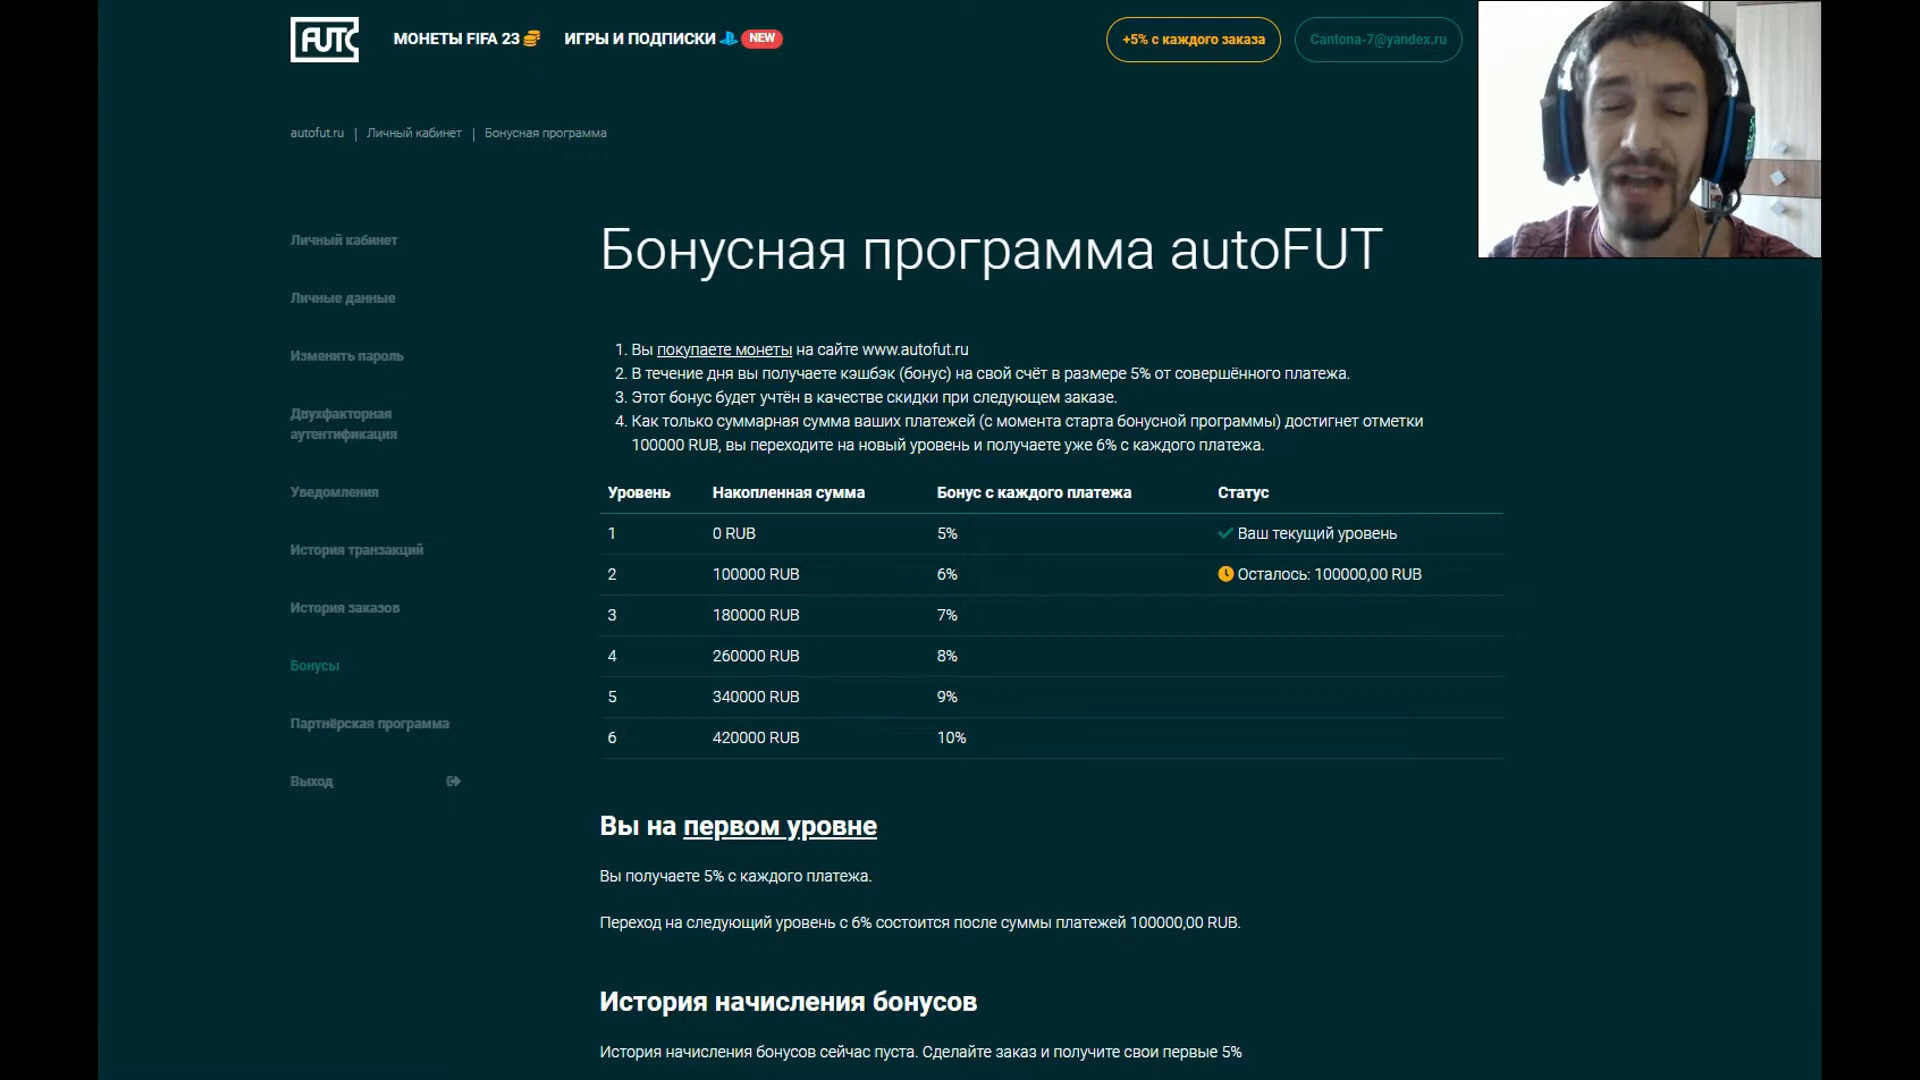 FUT
МОНЕТЫ FIFA 23
ИГРЫ И ПОДПИСКИ NEW
+5% с каждого заказа
Cantona-7@yandex.ru
autofut.ru | Личный кабинет | Бонусная программа
Личный кабинет
Личные данные
Изменить пароль
Двухфакторная
аутентификация
Уведомления
История транзакций
История заказов
Бонусы
Партнёрская программа
Выход
Бонусная программа autoFUT
1. Вы покупаете монеты на сайте www.autofut.ru
2. В течение дня вы получаете кэшбэк (бонус) на свой счёт в размере 5% от совершённого платежа.
3. Этот бонус будет учтён в качестве скидки при следующем заказе.
4. Как только суммарная сумма ваших платежей (с момента старта бонусной программы) достигнет отметки
100000 RUB, вы переходите на новый уровень и получаете уже 6% с каждого платежа.
Уровень Накопленная сумма Бонус с каждого платежа Статус
1 0 RUB 5% Ваш текущий уровень
2 100000 RUB 6% Осталось: 100000,00 RUB
3 180000 RUB 7%
4 260000 RUB 8%
5 340000 RUB 9%
6 420000 RUB 10%
Вы на первом уровне
Вы получаете 5% с каждого платежа.
Переход на следующий уровень с 6% состоится после суммы платежей 100000,00 RUB.
История начисления бонусов
История начисления бонусов сейчас пуста. Сделайте заказ и получите свои первые 5%